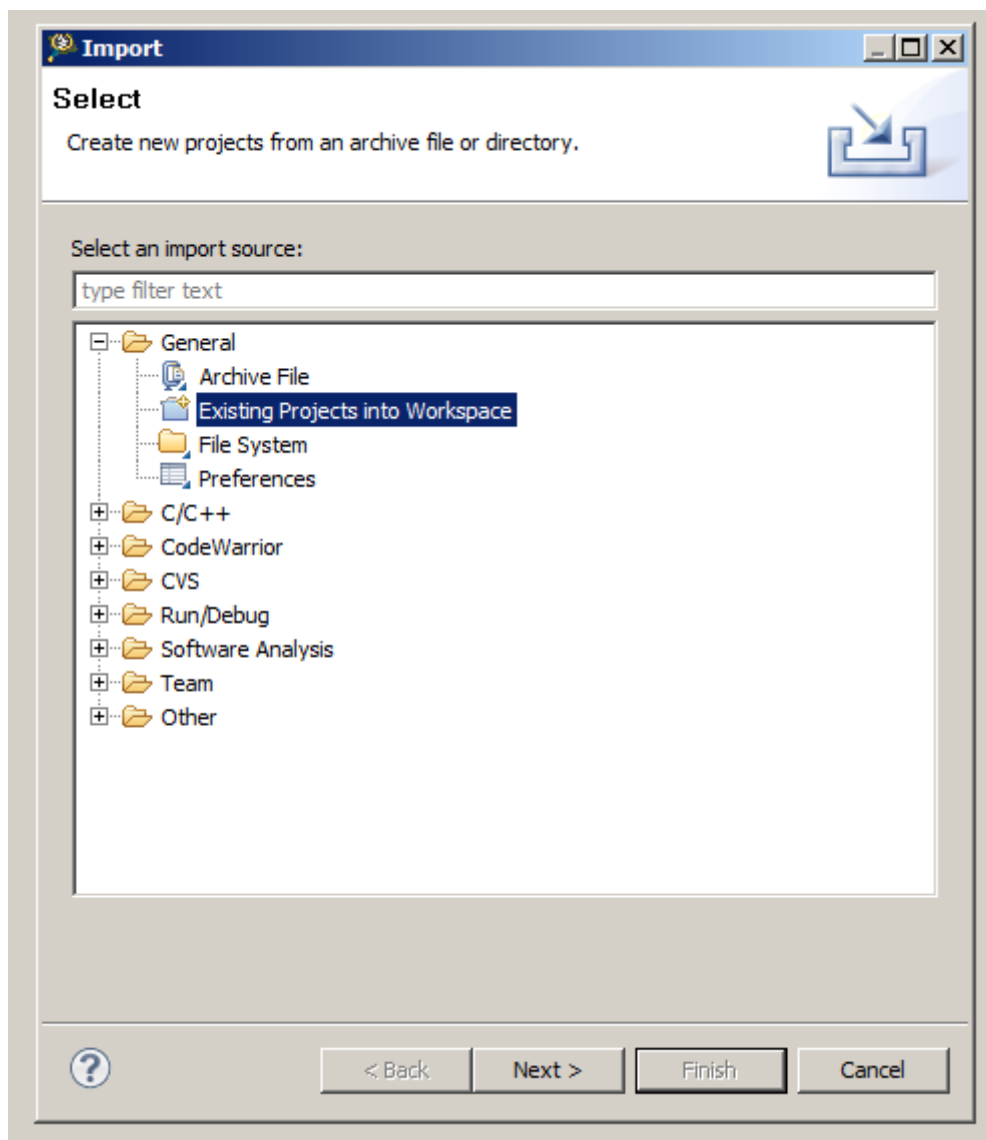 Import
Select
Create new projects from an archive file or directory.
Select an import source:
type filter text
General
Archive File
Existing Projects into Workspace
File System
Preferences
C/C++
CodeWarrior
CVS
Run/Debug
Software Analysis
Team
Other
? < Back Next > Finish Cancel